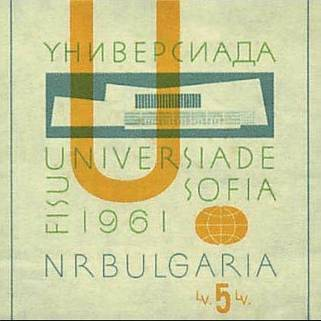 U
УНИВЕРСИАДА
UNIVERSIADE
SOFIA
FISU
1961
NRBULGARIA
LV. 5 LV.